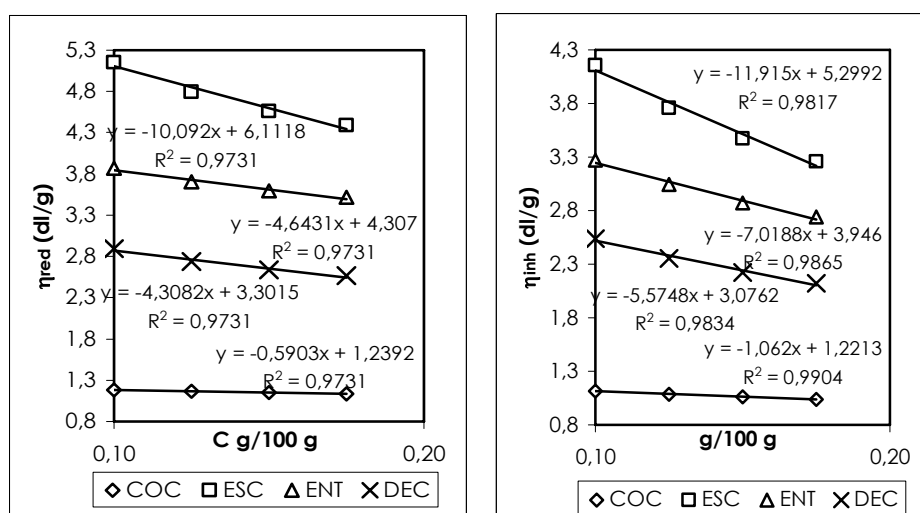 5,3
4,8
4,3
3,8
3,3
2,8
2,3
1,8
1,3
0,8
ηred (dl/g)
y = -10,092x + 6,1118
R² = 0,9731
y = -4,6431x + 4,307
R² = 0,9731
y = -4,3082x + 3,3015
R² = 0,9731
y = -0,5903x + 1,2392
R² = 0,9731
C g/100 g
0,10 0,20
COC ESC ENT DEC
4,3
3,8
3,3
2,8
2,3
1,8
1,3
0,8
ηinh (dl/g)
y = -11,915x + 5,2992
R² = 0,9817
y = -7,0188x + 3,946
R² = 0,9865
y = -5,5748x + 3,0762
R² = 0,9834
y = -1,062x + 1,2213
R² = 0,9904
g/100 g
0,10 0,20
COC ESC ENT DEC